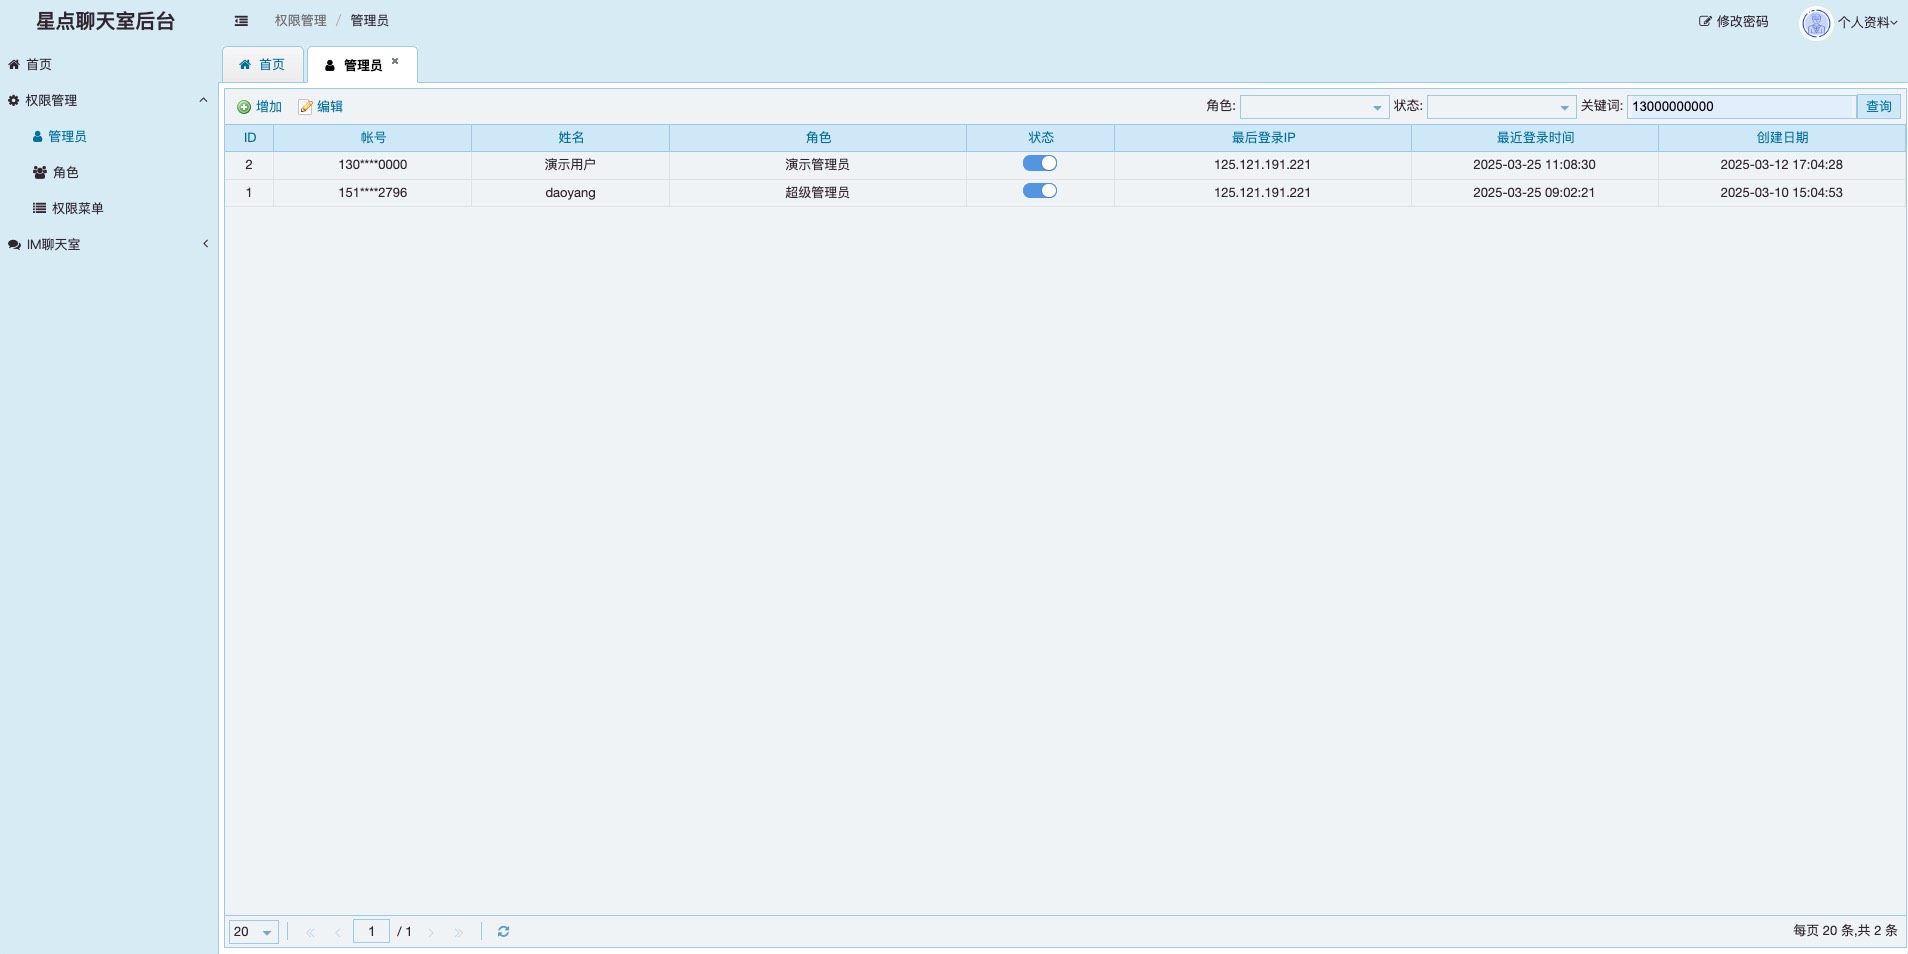 星点聊天室后台
权限管理 / 管理员
修改密码
个人资料
首页
权限管理
管理员
角色
权限菜单
IM聊天室
首页
管理员
增加 编辑 角色: 状态: 关键词: 13000000000 查询
ID 帐号 姓名 角色 状态 最后登录IP 最近登录时间 创建日期
2 130****0000 演示用户 演示管理员 125.121.191.221 2025-03-25 11:08:30 2025-03-12 17:04:28
1 151****2796 daoyang 超级管理员 125.121.191.221 2025-03-25 09:02:21 2025-03-10 15:04:53
20 1 / 1 每页 20 条,共 2 条